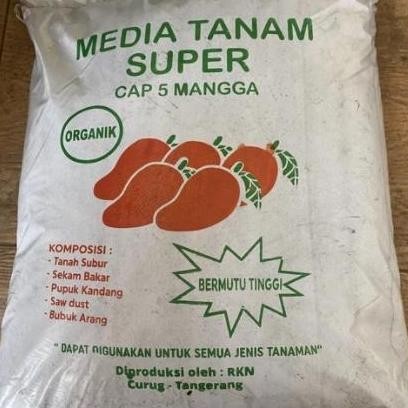 MEDIA TANAM
SUPER
CAP 5 MANGGA
ORGANIK
KOMPOSISI :
- Tanah Subur
- Sekam Bakar
- Pupuk Kandang
- Saw dust
- Bubuk Arang
BERMUTU TINGGI
" DAPAT DIGUNAKAN UNTUK SEMUA JENIS TANAMAN"
Diproduksi oleh : RKN
Curug - Tangerang